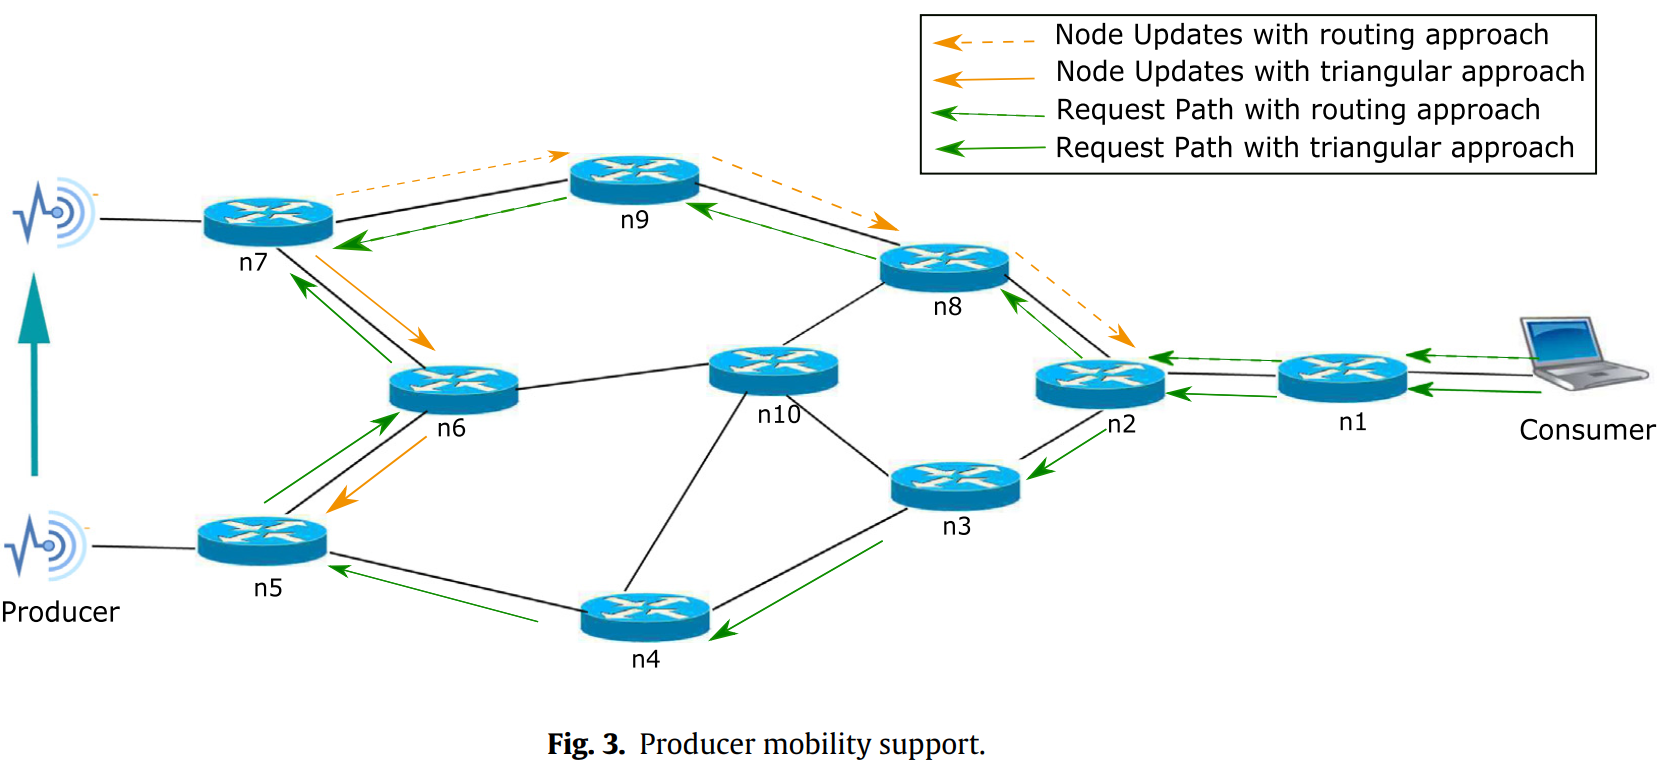 Node Updates with routing approach
Node Updates with triangular approach
Request Path with routing approach
Request Path with triangular approach
n9
n7
n8
n10
n6
n2
n1
Consumer
n3
n5
Producer
n4
Fig. 3. Producer mobility support.